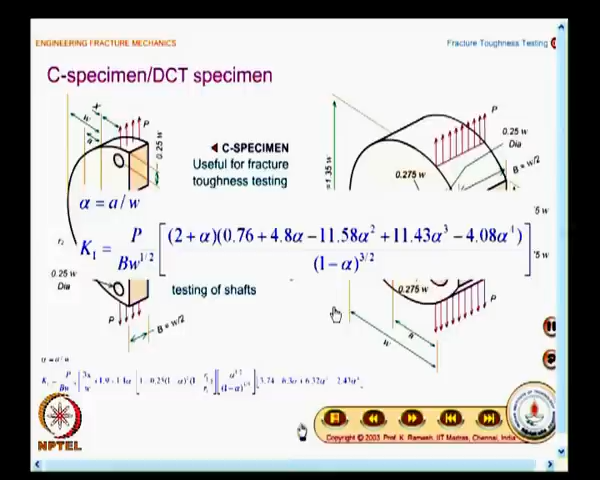 ENGINEERING FRACTURE MECHANICS
Fracture Toughness Testing
C-specimen/DCT specimen
x
w
a
P
0.25 w
◄ C-SPECIMEN
Useful for fracture
toughness testing
=1.35 w
P
0.25 w
Dia
0.275 w
B = w/2
α = a / w
K_I = P / Bw^{1/2} [ (2 + α)(0.76 + 4.8α − 11.58α² + 11.43α³ − 4.08α⁴) / (1 − α)^{3/2} ]
'5 w
'5 w
0.25 w
Dia
testing of shafts
0.275 w
P
B = w/2
a
w
P
NPTEL
Copyright © 2003 Prof. K. Ramesh, IIT Madras, Chennai, India